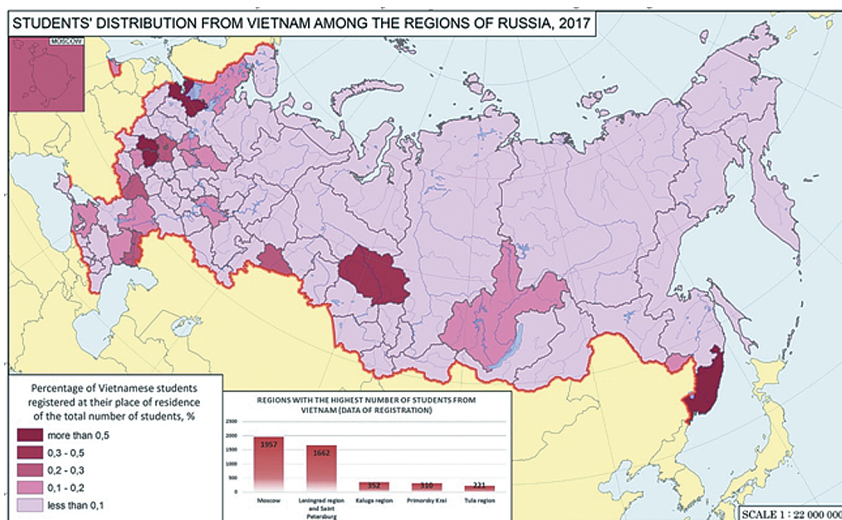 STUDENTS' DISTRIBUTION FROM VIETNAM AMONG THE REGIONS OF RUSSIA, 2017
MOSCOW
Percentage of Vietnamese students
registered at their place of residence
of the total number of students, %
more than 0,5
0,3 - 0,5
0,2 - 0,3
0,1 - 0,2
less than 0,1
REGIONS WITH THE HIGHEST NUMBER OF STUDENTS FROM
VIETNAM (DATA OF REGISTRATION)
2500
2000
1500
1000
500
0
1957
1662
352
310
221
Moscow
Leningrad region
and Saint
Petersburg
Kaluga region
Primorsky Krai
Tula region
SCALE 1 : 22 000 000